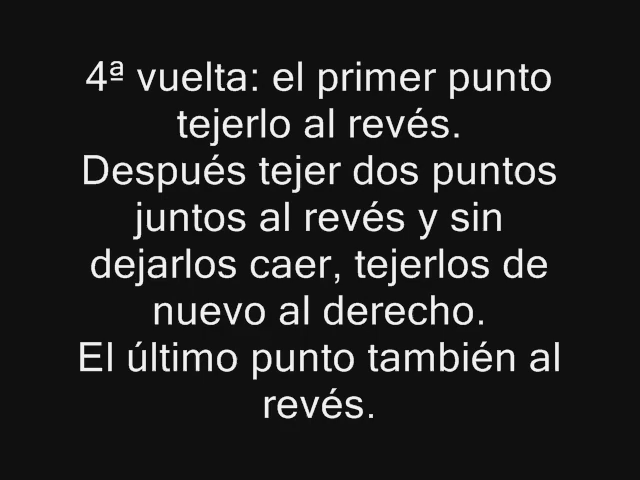 4ª vuelta: el primer punto
tejerlo al revés.
Después tejer dos puntos
juntos al revés y sin
dejarlos caer, tejerlos de
nuevo al derecho.
El último punto también al
revés.